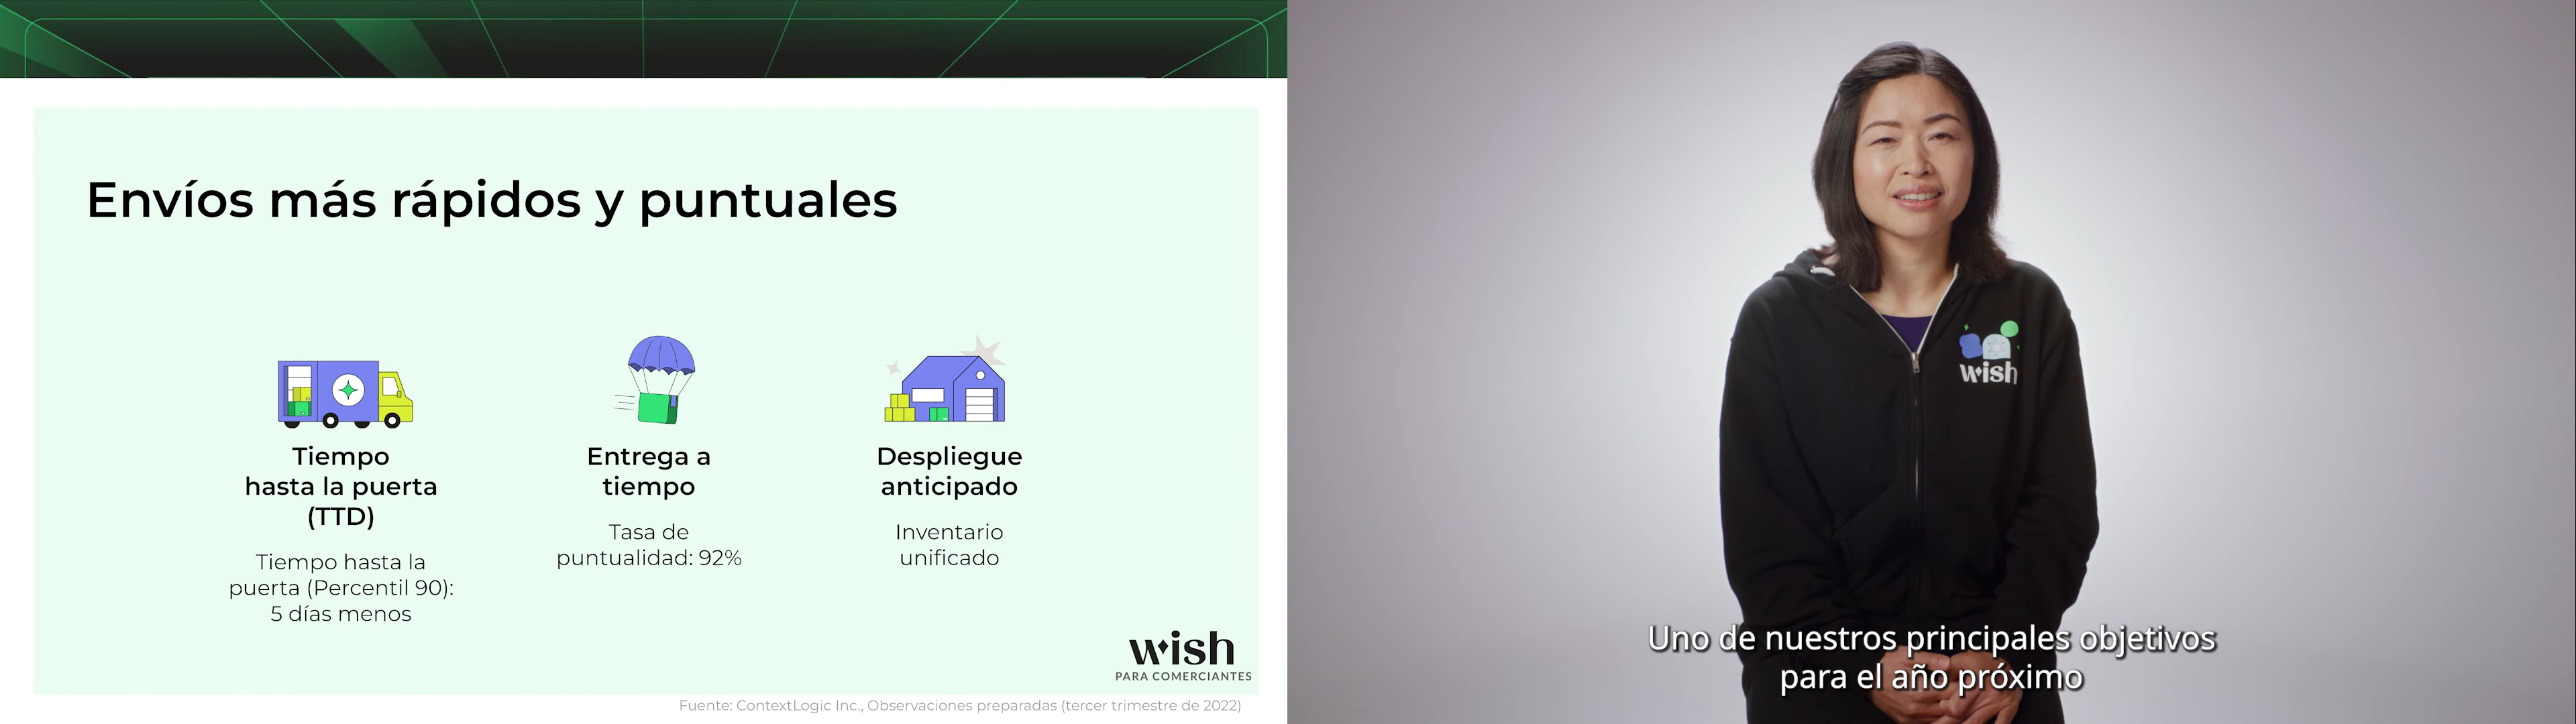 Envíos más rápidos y puntuales
Tiempo
hasta la puerta
(TTD)
Tiempo hasta la
puerta (Percentil 90):
5 días menos
Entrega a
tiempo
Tasa de
puntualidad: 92%
Despliegue
anticipado
Inventario
unificado
wish
PARA COMERCIANTES
Fuente: ContextLogic Inc., Observaciones preparadas (tercer trimestre de 2022)
wish
Uno de nuestros principales objetivos
para el año próximo